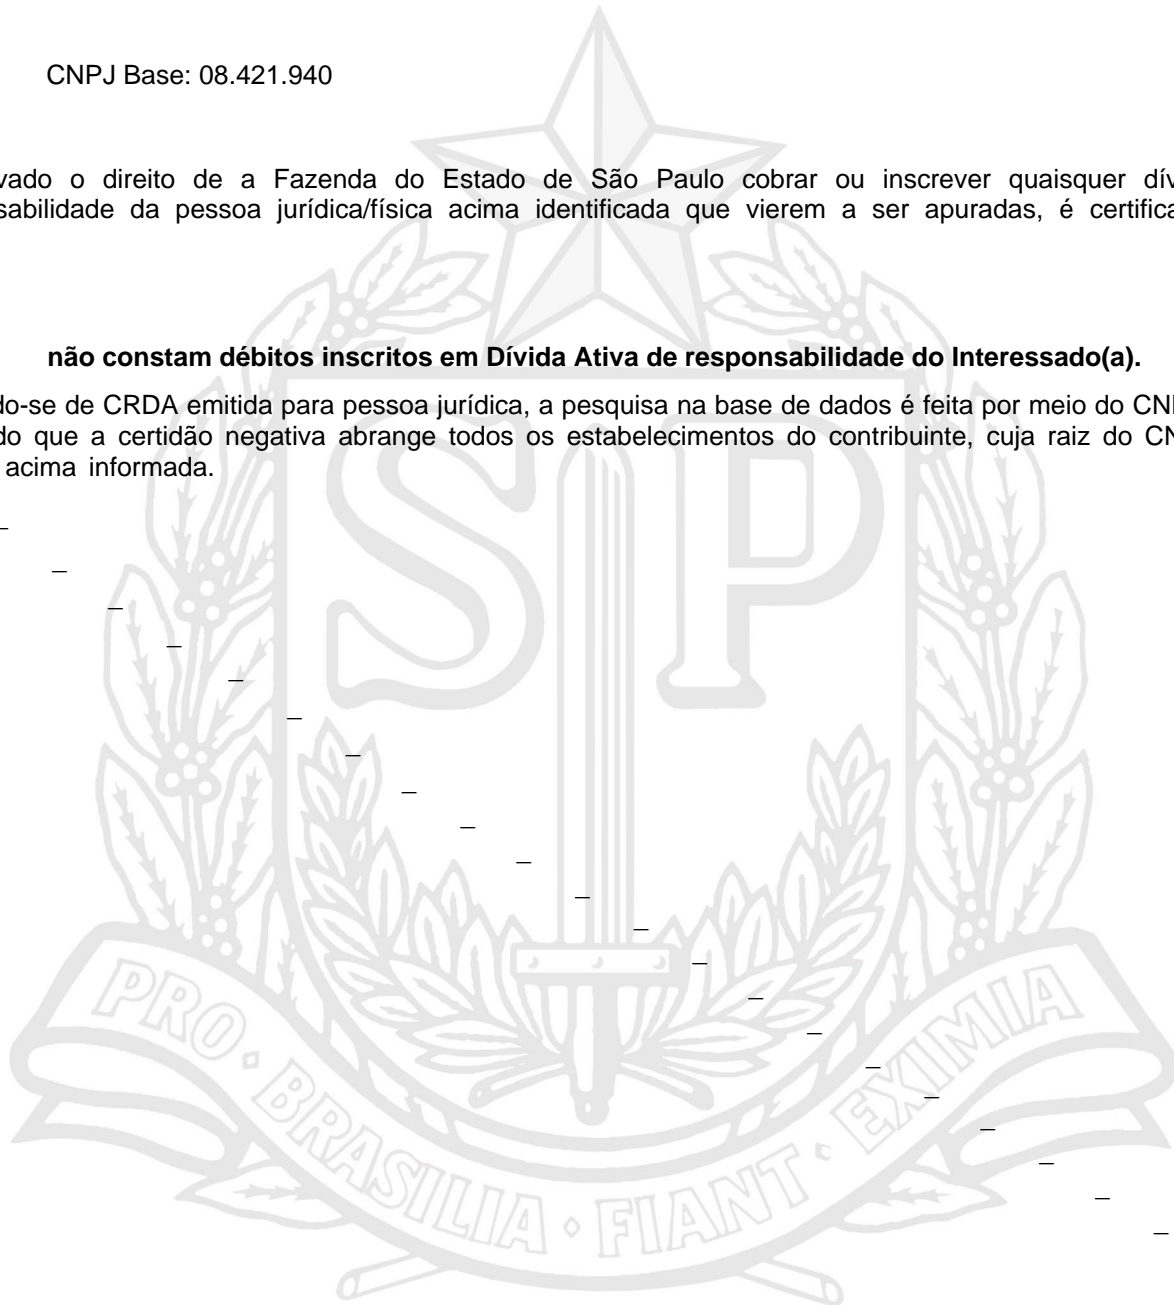 CNPJ Base: 08.421.940
vado o direito de a Fazenda do Estado de São Paulo cobrar ou inscrever quaisquer dív
sabilidade da pessoa jurídica/física acima identificada que vierem a ser apuradas, é certifica
não constam débitos inscritos em Dívida Ativa de responsabilidade do Interessado(a).
do-se de CRDA emitida para pessoa jurídica, a pesquisa na base de dados é feita por meio do CN
do que a certidão negativa abrange todos os estabelecimentos do contribuinte, cuja raiz do CN
acima informada.
SP
PRO · BRASILIA · FIANT · EXIMIA